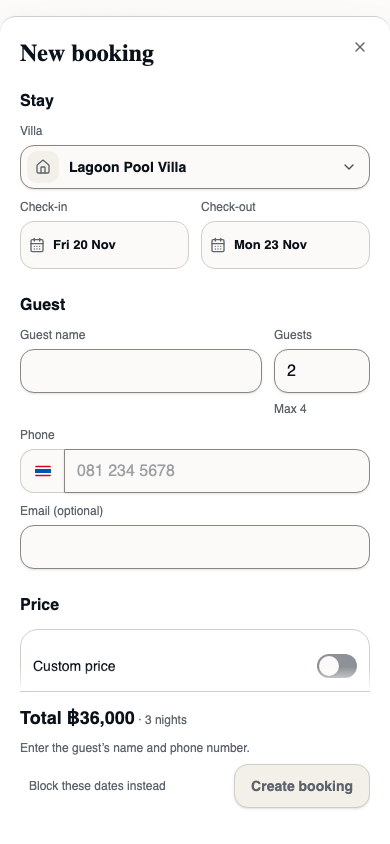 New booking
Stay
Villa
Lagoon Pool Villa
Check-in
Check-out
Fri 20 Nov
Mon 23 Nov
Guest
Guest name
Guests
2
Max 4
Phone
081 234 5678
Email (optional)
Price
Custom price
Total ฿36,000 · 3 nights
Enter the guest’s name and phone number.
Block these dates instead
Create booking